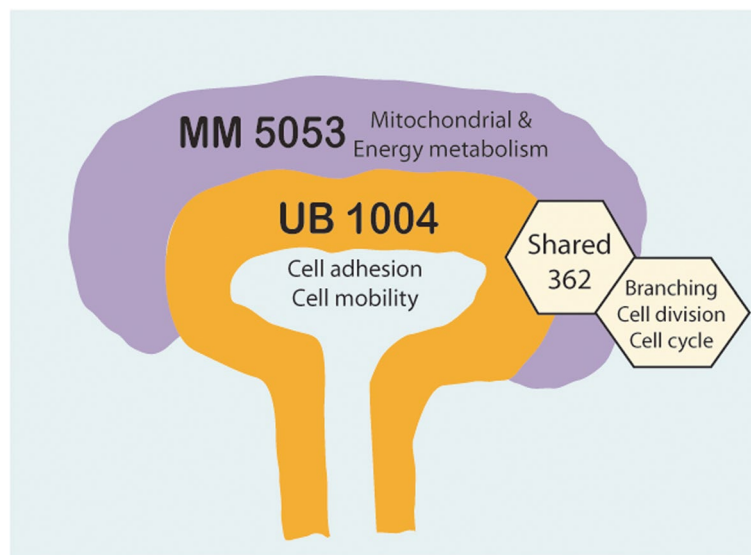 MM 5053
Mitochondrial &
Energy metabolism
UB 1004
Cell adhesion
Cell mobility
Shared
362
Branching
Cell division
Cell cycle